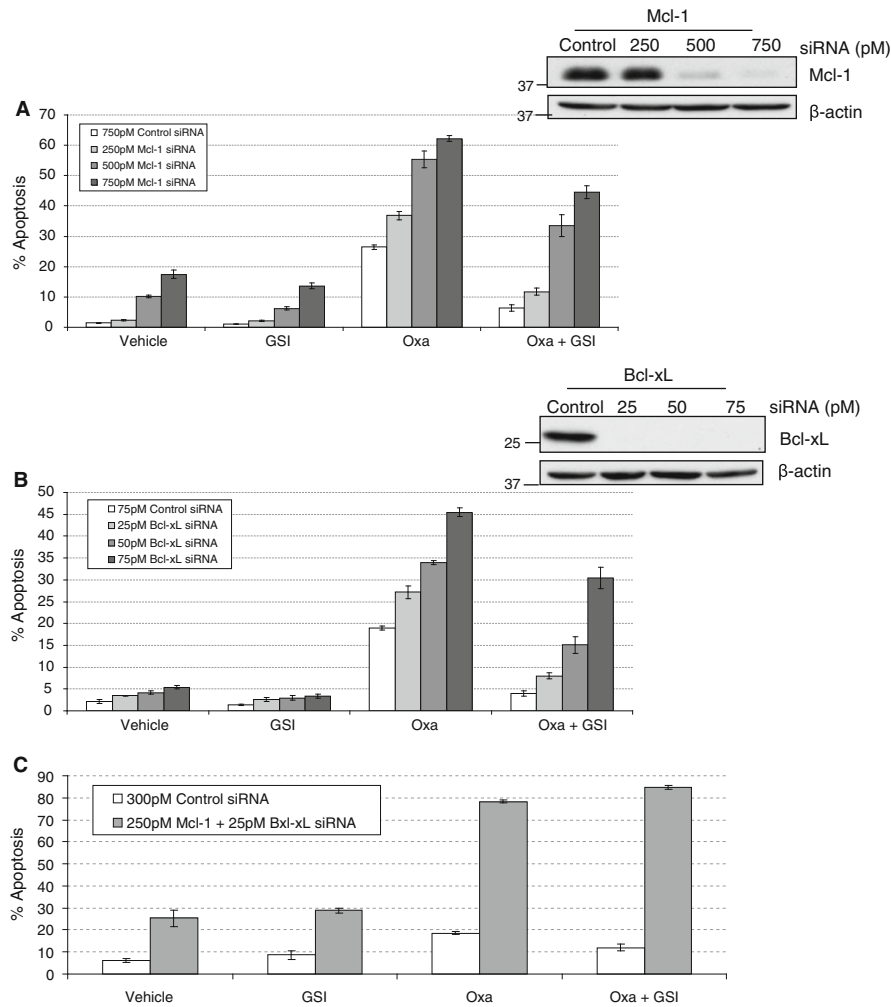 Mcl-1
Control 250 500 750 siRNA (pM)
Mcl-1
37
β-actin
37
A
70
60
50
40
30
20
10
0
% Apoptosis
750pM Control siRNA
250pM Mcl-1 siRNA
500pM Mcl-1 siRNA
750pM Mcl-1 siRNA
Vehicle GSI Oxa Oxa + GSI
Bcl-xL
Control 25 50 75 siRNA (pM)
Bcl-xL
25
β-actin
37
B
50
45
40
35
30
25
20
15
10
5
0
% Apoptosis
75pM Control siRNA
25pM Bcl-xL siRNA
50pM Bcl-xL siRNA
75pM Bcl-xL siRNA
Vehicle GSI Oxa Oxa + GSI
C
90
80
70
60
50
40
30
20
10
0
% Apoptosis
300pM Control siRNA
250pM Mcl-1 + 25pM Bxl-xL siRNA
Vehicle GSI Oxa Oxa + GSI